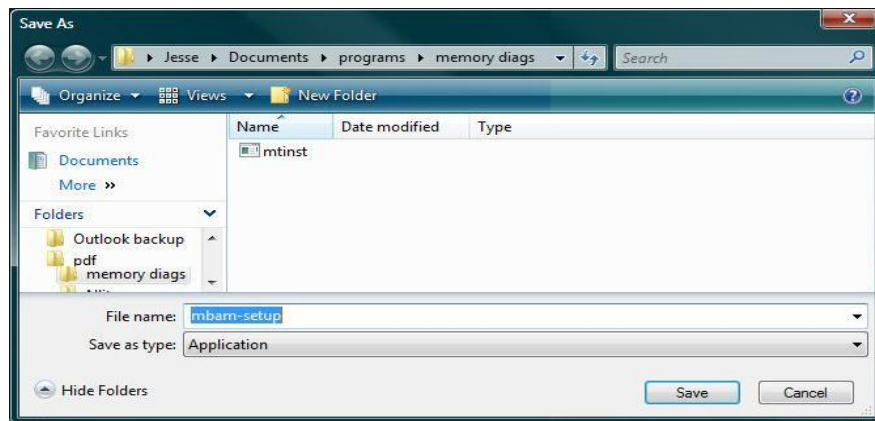 Save As
Jesse Documents programs memory diags Search
Organize Views New Folder
Favorite Links Name Date modified Type
Documents mtinst
More »
Folders
Outlook backup
pdf
memory diags
File name: mbam-setup
Save as type: Application
Hide Folders Save Cancel